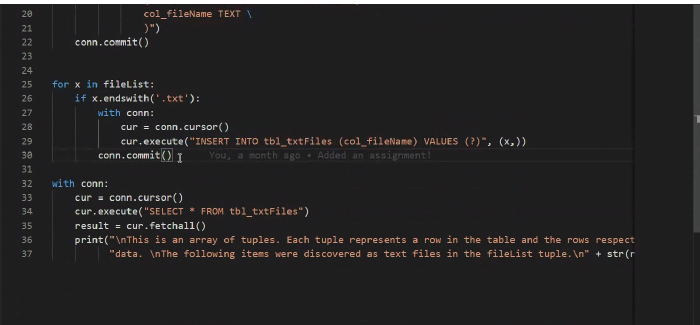 20 col_fileName TEXT \
21 )")
22 conn.commit()
23
24
25 for x in fileList:
26 if x.endswith('.txt'):
27 with conn:
28 cur = conn.cursor()
29 cur.execute("INSERT INTO tbl_txtFiles (col_fileName) VALUES (?)", (x,))
30 conn.commit() You, a month ago • Added an assignment!
31
32 with conn:
33 cur = conn.cursor()
34 cur.execute("SELECT * FROM tbl_txtFiles")
35 result = cur.fetchall()
36 print("\nThis is an array of tuples. Each tuple represents a row in the table and the rows respect
37 "data. \nThe following items were discovered as text files in the fileList tuple.\n" + str(r